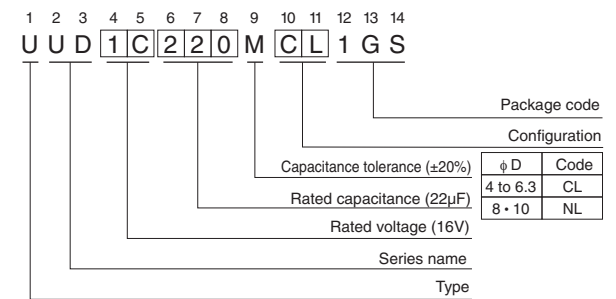 1 2 3 4 5 6 7 8 9 10 11 12 13 14
U U D 1 C 2 2 0 M C L 1 G S
Package code
Configuration
Capacitance tolerance (±20%)
ϕ D Code
4 to 6.3 CL
8 • 10 NL
Rated capacitance (22µF)
Rated voltage (16V)
Series name
Type